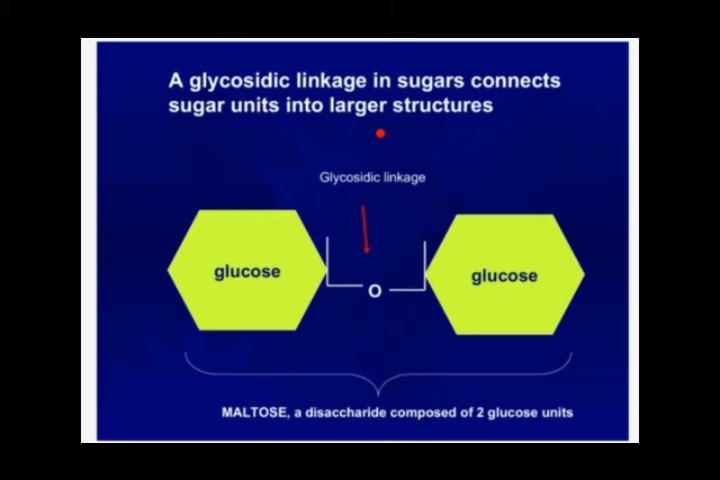 A glycosidic linkage in sugars connects
sugar units into larger structures
Glycosidic linkage
glucose
glucose
O
MALTOSE, a disaccharide composed of 2 glucose units